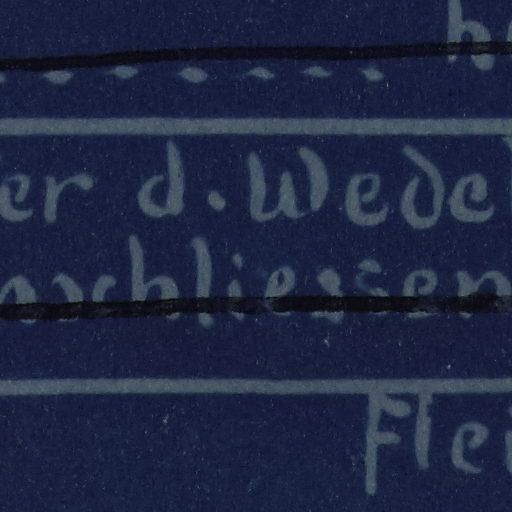 er d. Wede
schliessen
Flei